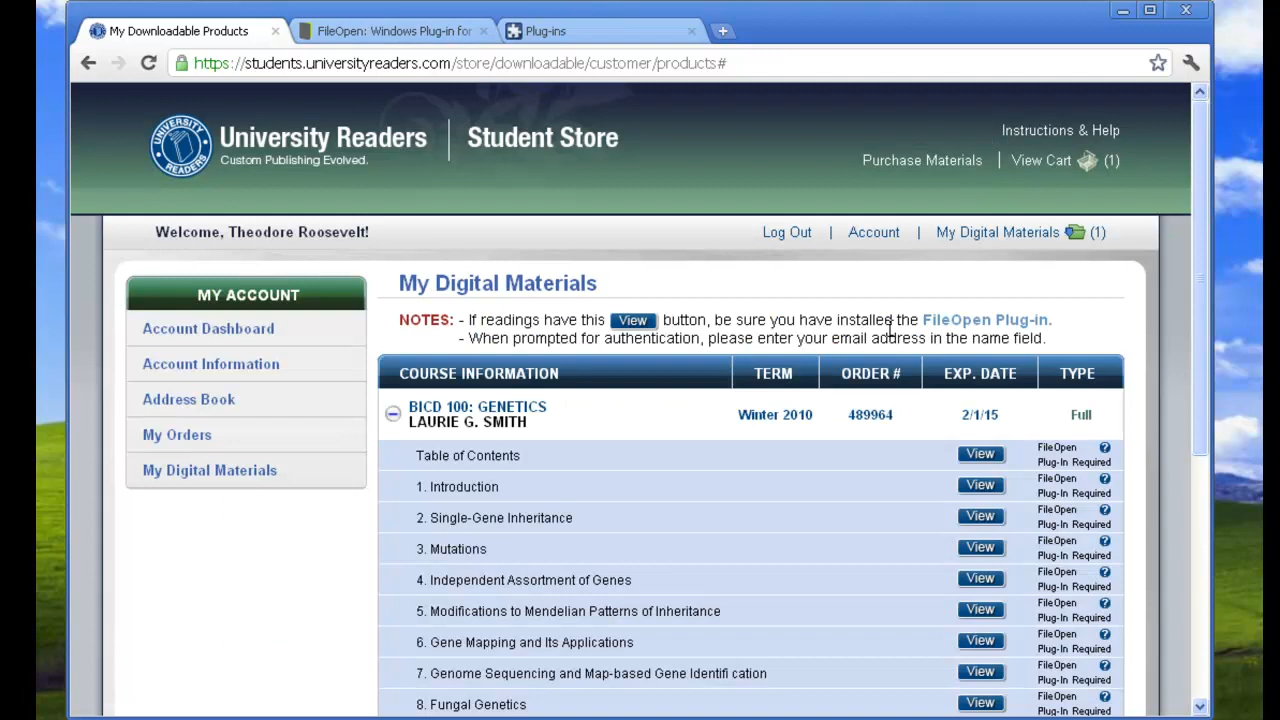 My Downloadable Products
FileOpen: Windows Plug-in for
Plug-ins
https://students.universityreaders.com/store/downloadable/customer/products#
UNIVERSITY READERS
University Readers
Custom Publishing Evolved.
Student Store
Instructions & Help
Purchase Materials | View Cart (1)
Welcome, Theodore Roosevelt!
Log Out | Account | My Digital Materials (1)
MY ACCOUNT
Account Dashboard
Account Information
Address Book
My Orders
My Digital Materials
My Digital Materials
NOTES: - If readings have this View button, be sure you have installed the FileOpen Plug-in.
- When prompted for authentication, please enter your email address in the name field.
COURSE INFORMATION TERM ORDER # EXP. DATE TYPE
BICD 100: GENETICS
LAURIE G. SMITH
Winter 2010 489964 2/1/15 Full
Table of Contents View FileOpen ?
Plug-In Required
1. Introduction View FileOpen ?
Plug-In Required
2. Single-Gene Inheritance View FileOpen ?
Plug-In Required
3. Mutations View FileOpen ?
Plug-In Required
4. Independent Assortment of Genes View FileOpen ?
Plug-In Required
5. Modifications to Mendelian Patterns of Inheritance View FileOpen ?
Plug-In Required
6. Gene Mapping and Its Applications View FileOpen ?
Plug-In Required
7. Genome Sequencing and Map-based Gene Identifi cation View FileOpen ?
Plug-In Required
8. Fungal Genetics View FileOpen ?
Plug-In Required